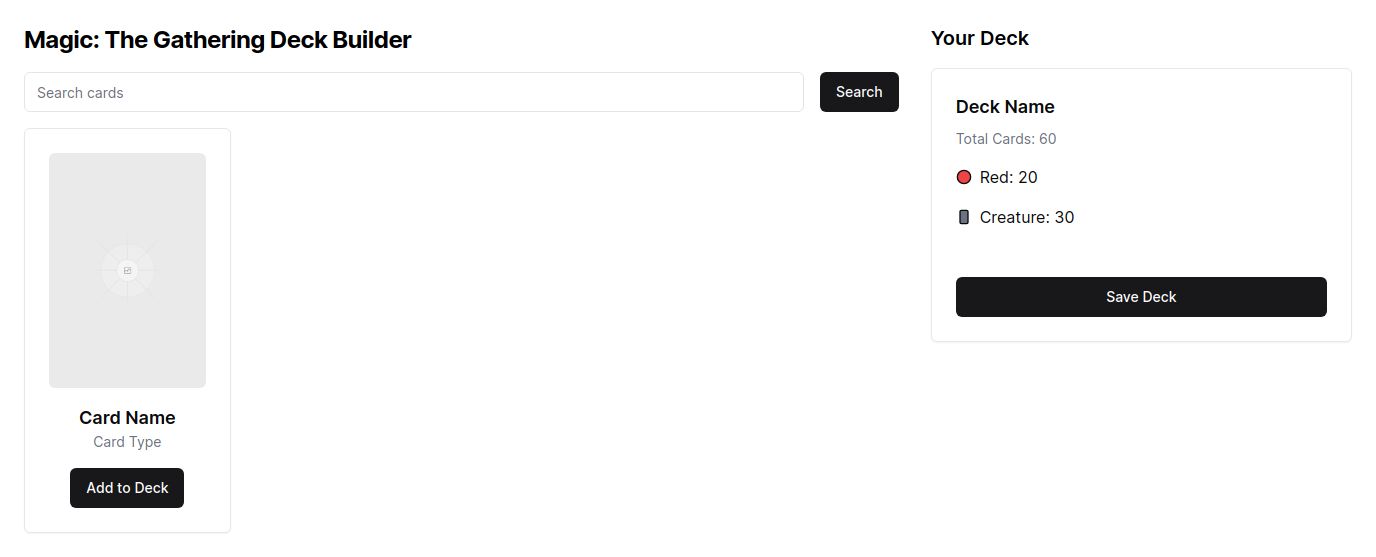 Magic: The Gathering Deck Builder
Search cards
Search
Card Name
Card Type
Add to Deck
Your Deck
Deck Name
Total Cards: 60
Red: 20
Creature: 30
Save Deck